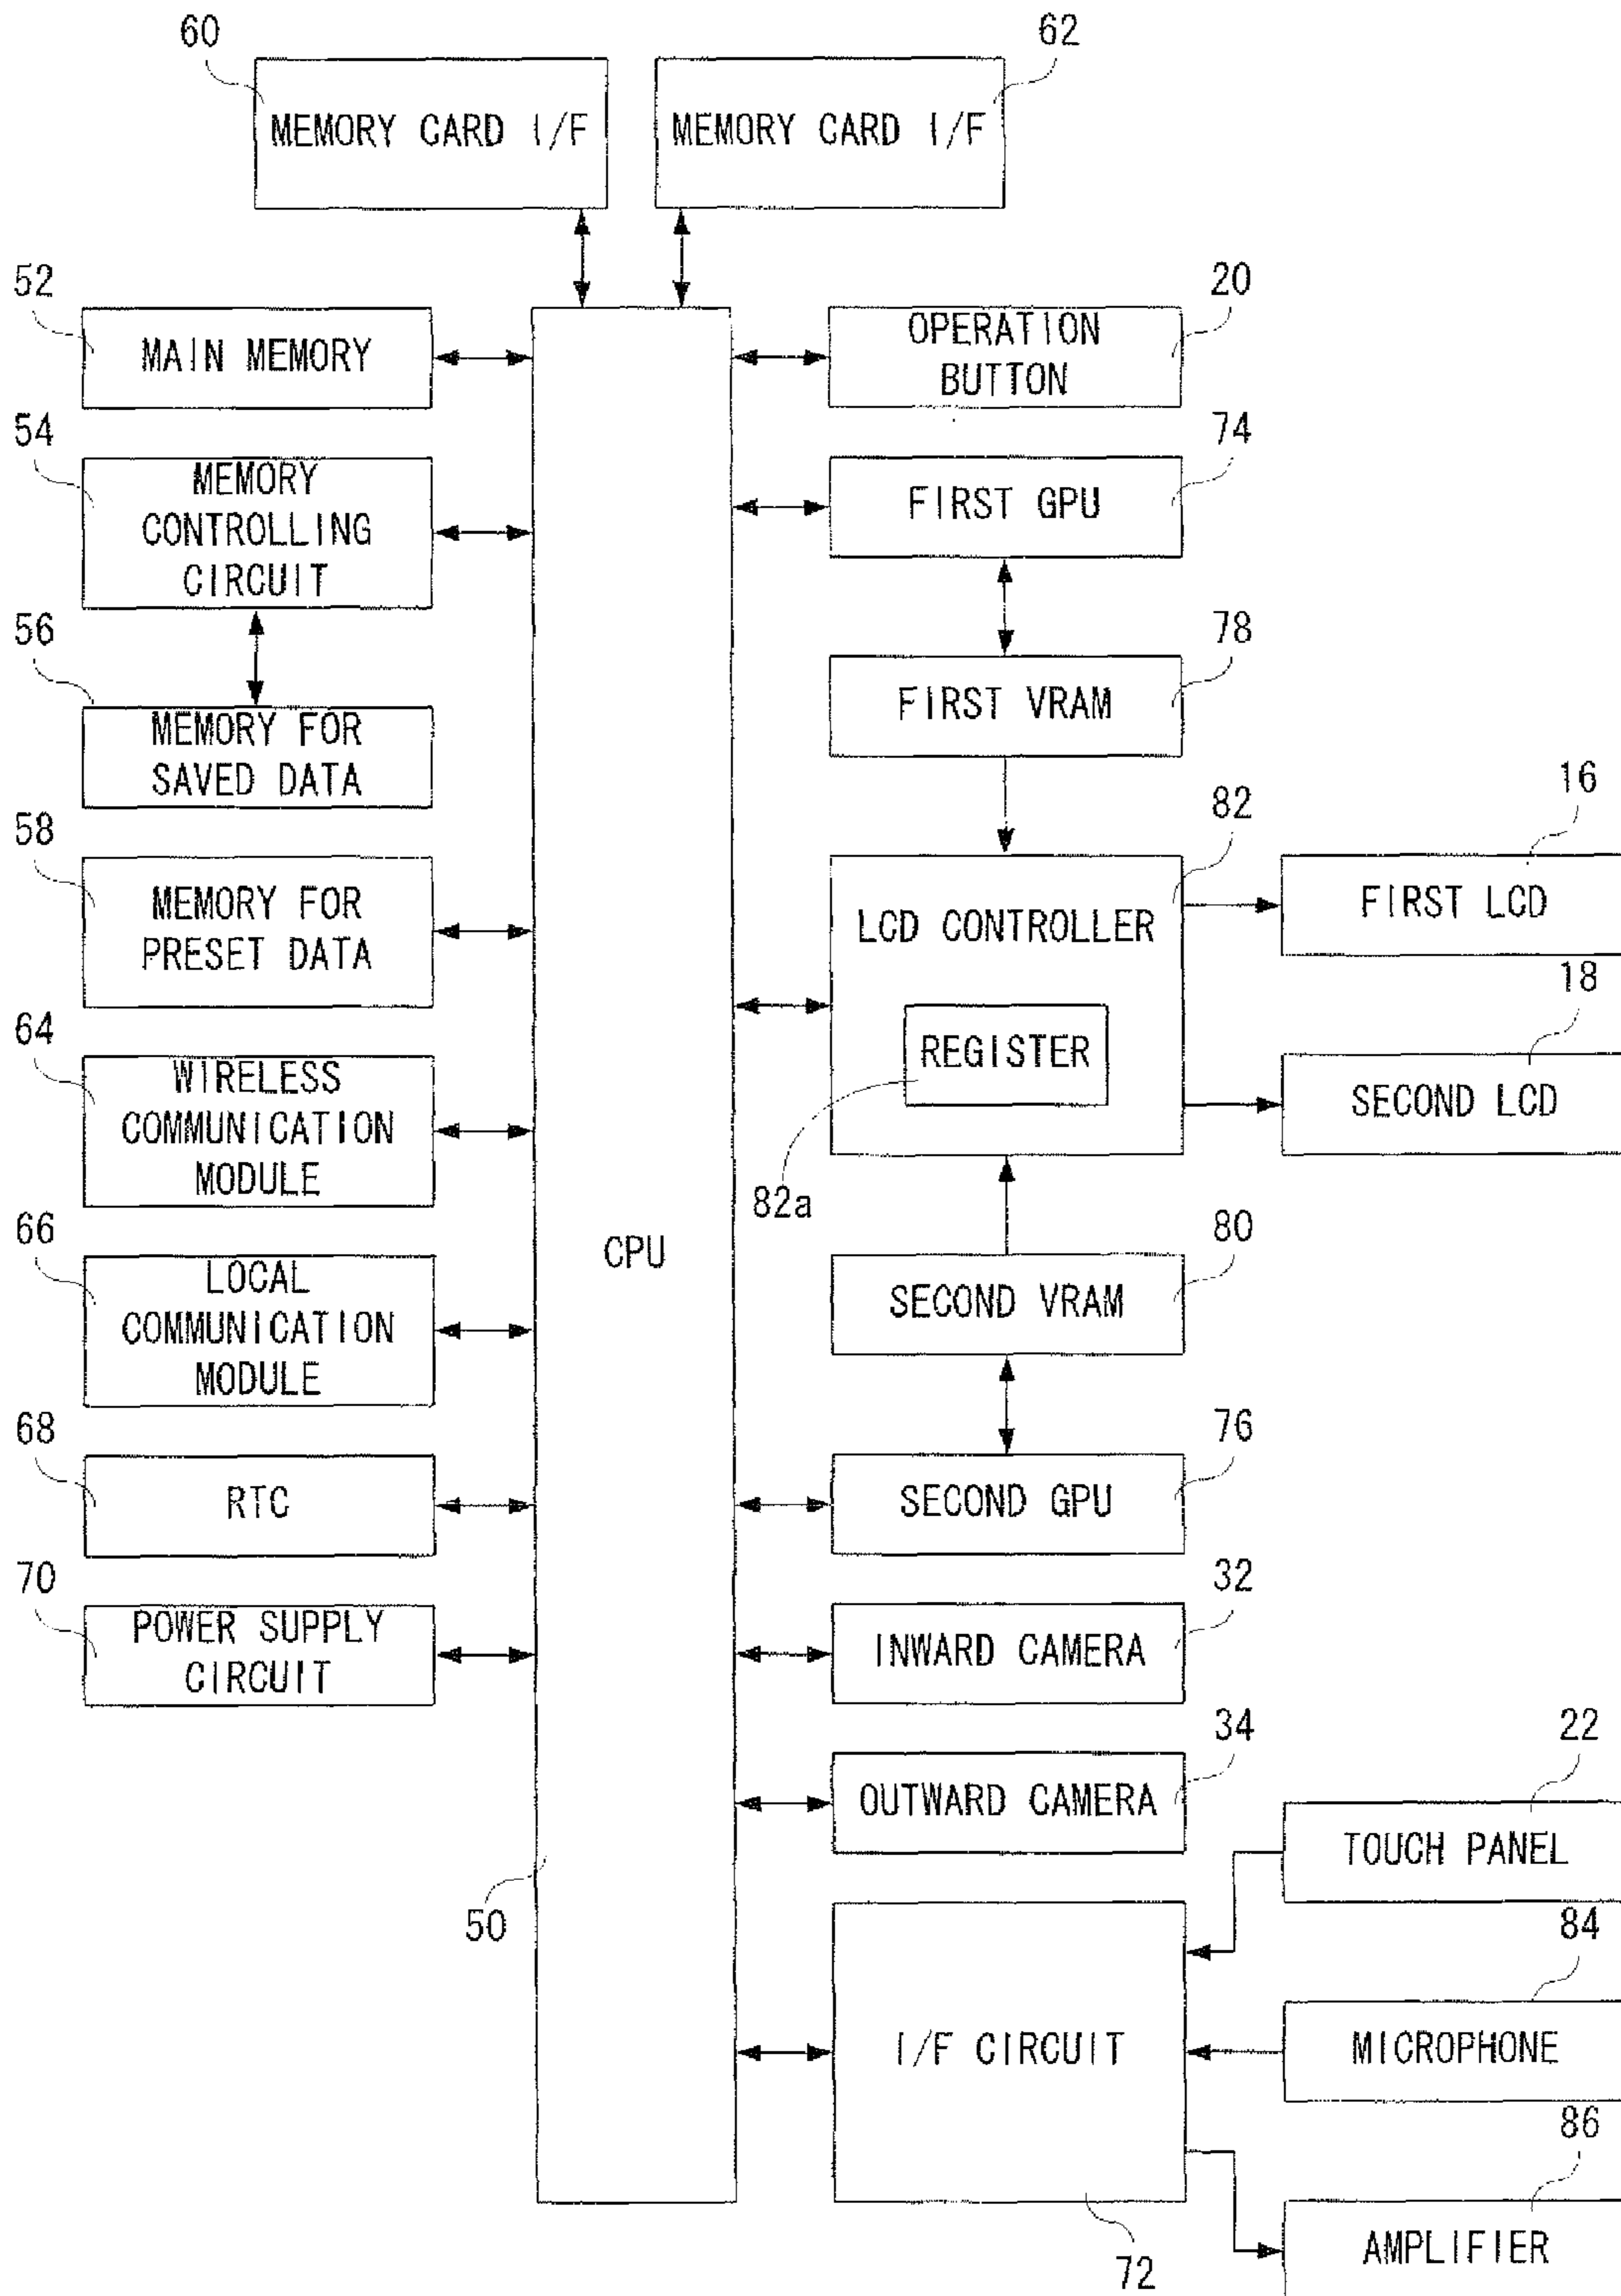 60
62
MEMORY CARD I/F
MEMORY CARD I/F
52
MAIN MEMORY
20
OPERATION
BUTTON
54
MEMORY
CONTROLLING
CIRCUIT
74
FIRST GPU
56
MEMORY FOR
SAVED DATA
78
FIRST VRAM
58
MEMORY FOR
PRESET DATA
82
LCD CONTROLLER
REGISTER
82a
16
FIRST LCD
18
SECOND LCD
64
WIRELESS
COMMUNICATION
MODULE
66
LOCAL
COMMUNICATION
MODULE
CPU
50
80
SECOND VRAM
68
RTC
76
SECOND GPU
70
POWER SUPPLY
CIRCUIT
32
INWARD CAMERA
34
OUTWARD CAMERA
22
TOUCH PANEL
I/F CIRCUIT
72
84
MICROPHONE
86
AMPLIFIER